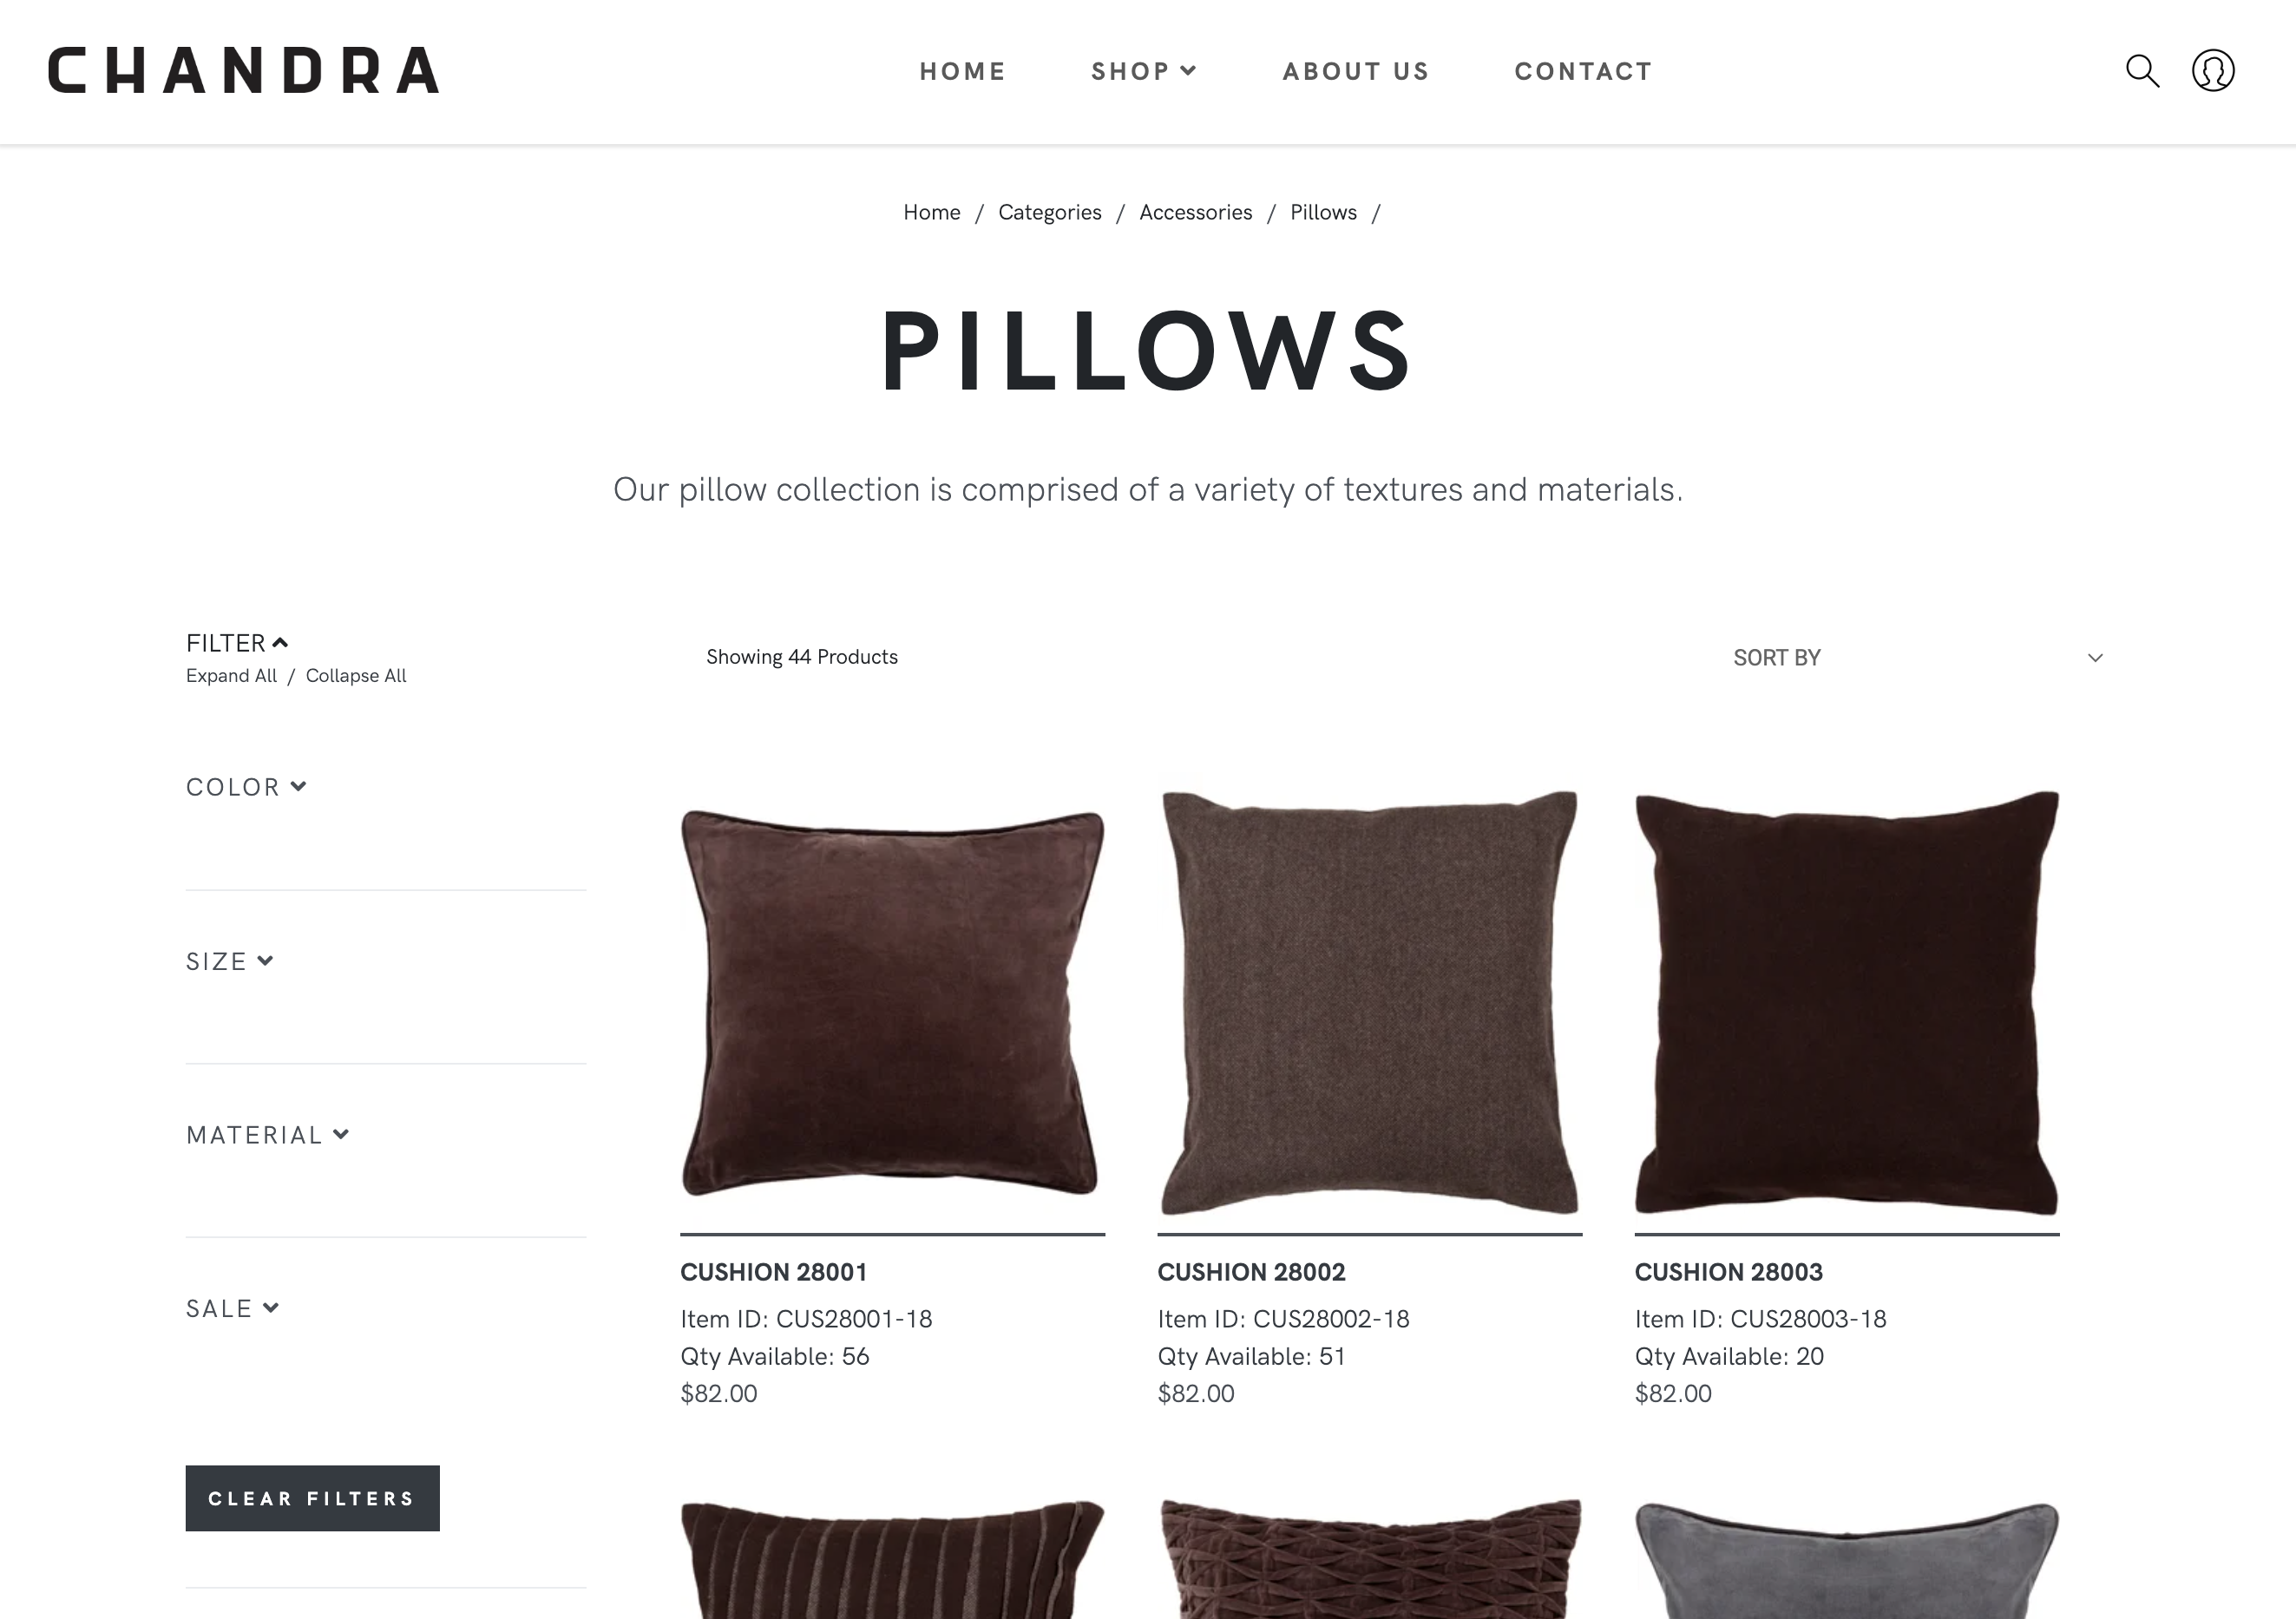 CHANDRA
HOME SHOP ABOUT US CONTACT
Home / Categories / Accessories / Pillows /
PILLOWS
Our pillow collection is comprised of a variety of textures and materials.
FILTER
Expand All / Collapse All
Showing 44 Products
SORT BY
COLOR
SIZE
MATERIAL
SALE
CLEAR FILTERS
CUSHION 28001
Item ID: CUS28001-18
Qty Available: 56
$82.00
CUSHION 28002
Item ID: CUS28002-18
Qty Available: 51
$82.00
CUSHION 28003
Item ID: CUS28003-18
Qty Available: 20
$82.00